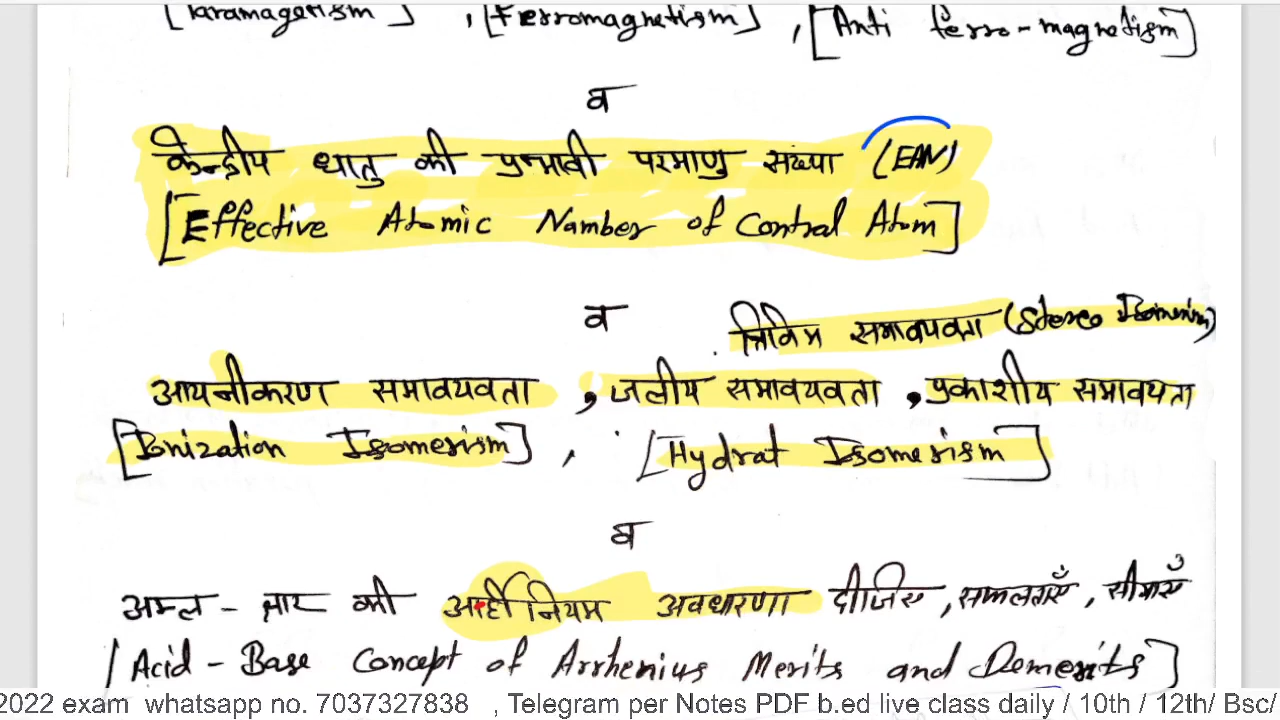 [Paramagetism] , [Ferromagnetism] , [Anti ferro-magnetism]
व
केन्द्रीय धातु की प्रभावी परमाणु संख्या (EAN)
[Effective Atomic Number of Central Atom]
व
त्रिविम समावयवता (Stereo Isomerism)
आयनीकरण समावयवता , जलीय समावयवता , प्रकाशीय समावयता
[Ionization Isomerism] , [Hydrat Isomerism]
व
अम्ल - क्षार की आर्हीनियम अवधारणा दीजिए , सफलताएँ , सीमाएँ
[Acid - Base Concept of Arrhenius Merits and Demerits]
2022 exam whatsapp no. 7037327838 , Telegram per Notes PDF b.ed live class daily / 10th / 12th/ Bsc/